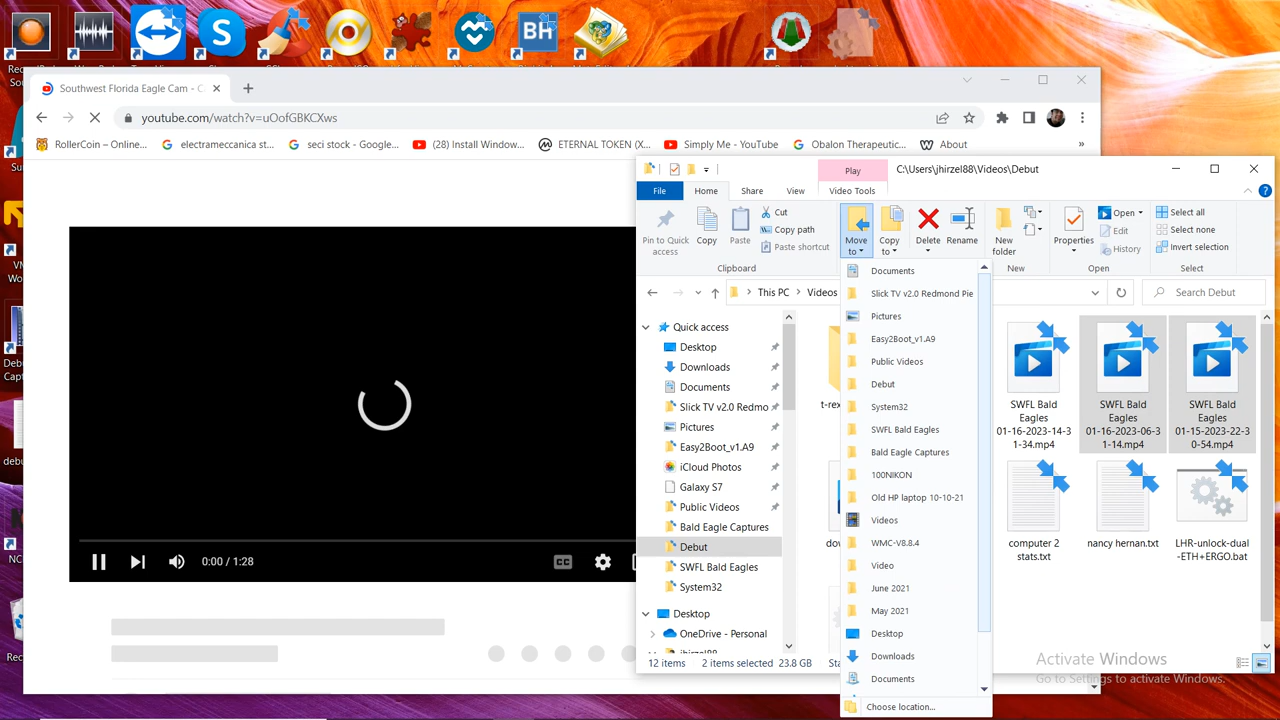 S
BH
Southwest Florida Eagle Cam - C
youtube.com/watch?v=uOofGBKCXws
RollerCoin – Online...
electrameccanica st...
seci stock - Google...
(28) Install Window...
ETERNAL TOKEN (X...
Simply Me - YouTube
Obalon Therapeutic...
About
»
Play
C:\Users\jhirzel88\Videos\Debut
File
Home
Share
View
Video Tools
Pin to Quick access
Copy
Paste
Cut
Copy path
Paste shortcut
Clipboard
Move to
Copy to
Delete
Rename
New folder
New
Properties
Open
Edit
History
Open
Select all
Select none
Invert selection
Select
This PC
Videos
Search Debut
Quick access
Desktop
Downloads
Documents
Slick TV v2.0 Redmo
Pictures
Easy2Boot_v1.A9
iCloud Photos
Galaxy S7
Public Videos
Bald Eagle Captures
Debut
SWFL Bald Eagles
System32
Desktop
OneDrive - Personal
jhirzel88
12 items
2 items selected
23.8 GB
Documents
Slick TV v2.0 Redmond Pie
Pictures
Easy2Boot_v1.A9
Public Videos
Debut
System32
SWFL Bald Eagles
Bald Eagle Captures
100NIKON
Old HP laptop 10-10-21
Videos
WMC-V8.8.4
Video
June 2021
May 2021
Desktop
Downloads
Documents
Choose location...
t-rex
SWFL Bald
Eagles
01-16-2023-14-3
1-34.mp4
SWFL Bald
Eagles
01-16-2023-06-3
1-14.mp4
SWFL Bald
Eagles
01-15-2023-22-3
0-54.mp4
computer 2
stats.txt
nancy hernan.txt
LHR-unlock-dual
-ETH+ERGO.bat
0:00 / 1:28
CC
Activate Windows
Go to Settings to activate Windows.